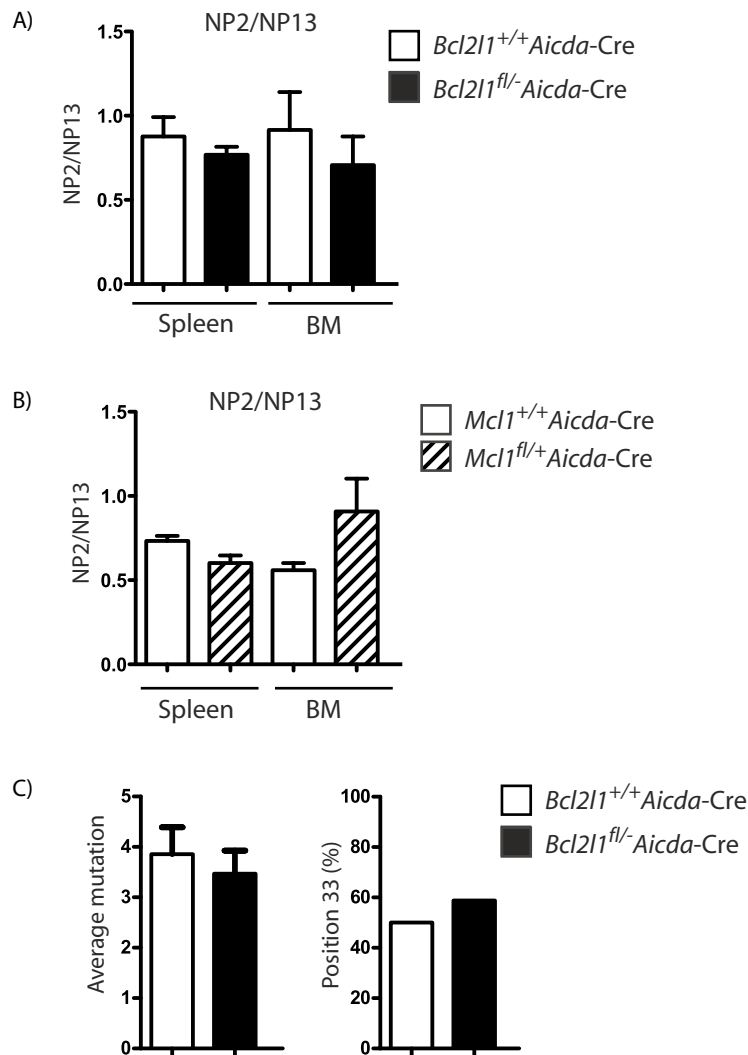 A)
NP2/NP13
Bcl2l1+/+Aicda-Cre
Bcl2l1fl/-Aicda-Cre
NP2/NP13
1.5
1.0
0.5
0.0
Spleen
BM
B)
NP2/NP13
Mcl1+/+Aicda-Cre
Mcl1fl/+Aicda-Cre
NP2/NP13
1.5
1.0
0.5
0.0
Spleen
BM
C)
Average mutation
5
4
3
2
1
0
Position 33 (%)
100
80
60
40
20
0
Bcl2l1+/+Aicda-Cre
Bcl2l1fl/-Aicda-Cre